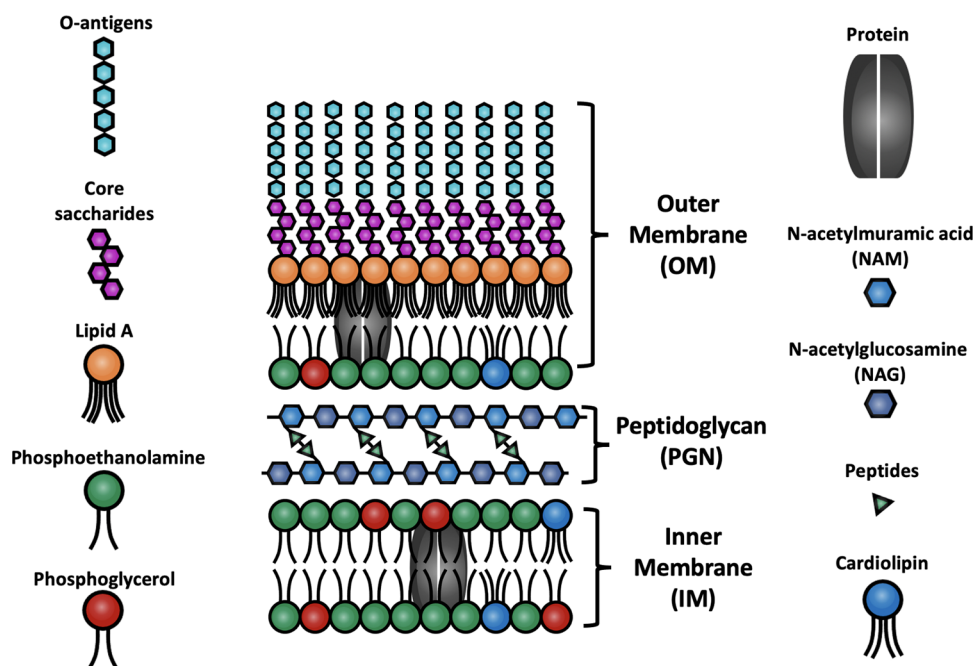 O-antigens
Core
saccharides
Lipid A
Phosphoethanolamine
Phosphoglycerol
Outer
Membrane
(OM)
Peptidoglycan
(PGN)
Inner
Membrane
(IM)
Protein
N-acetylmuramic acid
(NAM)
N-acetylglucosamine
(NAG)
Peptides
Cardiolipin